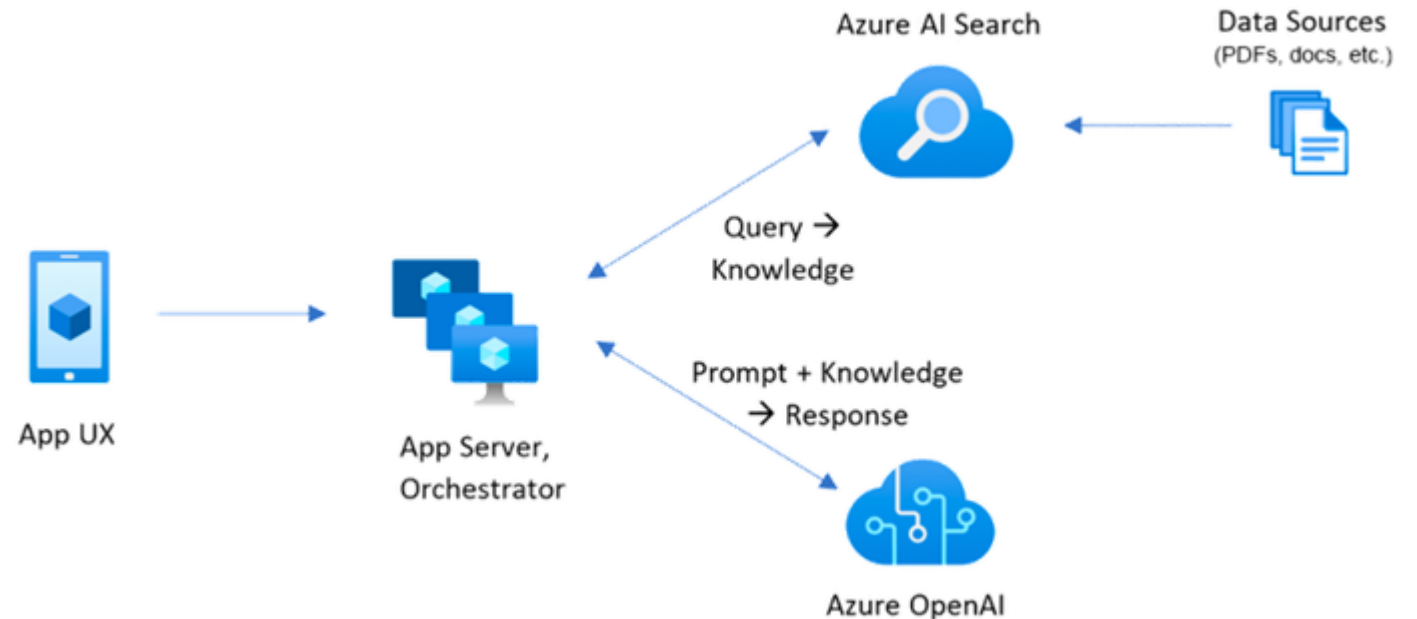 Azure AI Search
Data Sources
(PDFs, docs, etc.)
Query →
Knowledge
App UX
App Server,
Orchestrator
Prompt + Knowledge
→ Response
Azure OpenAI